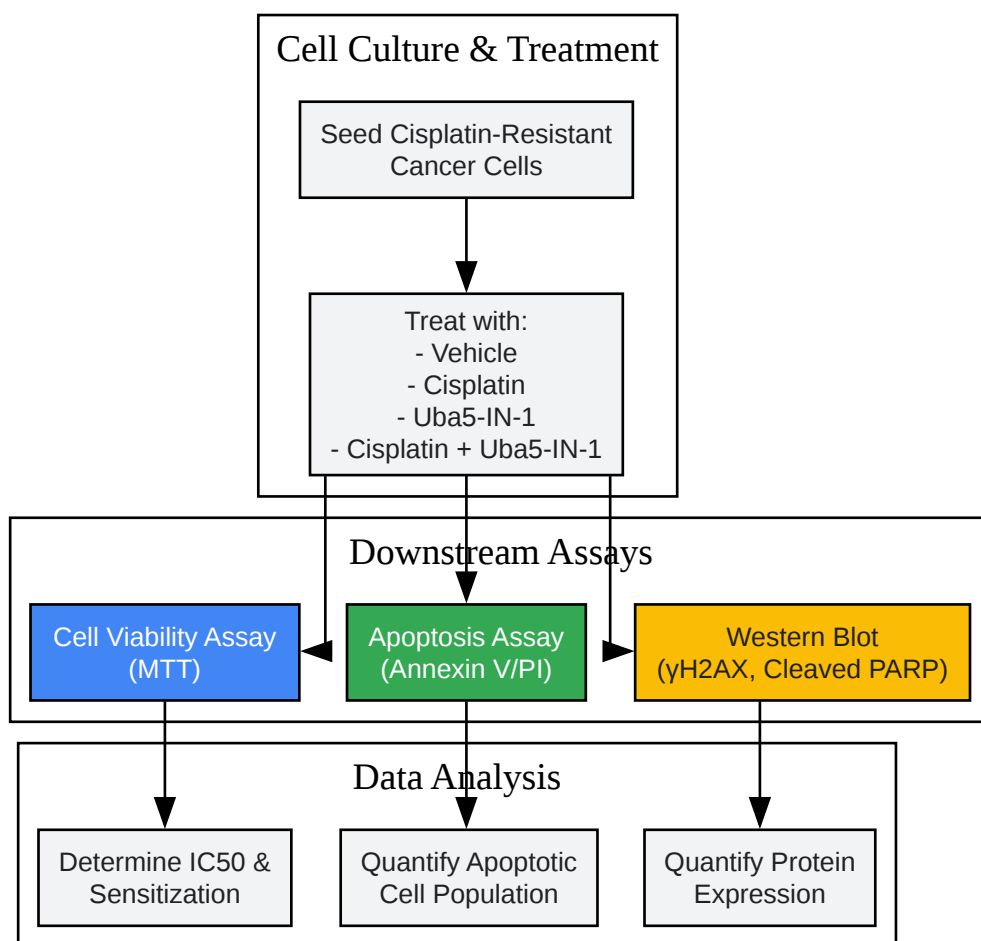 Cell Culture & Treatment
Seed Cisplatin-Resistant
Cancer Cells
Treat with:
- Vehicle
- Cisplatin
- Uba5-IN-1
- Cisplatin + Uba5-IN-1
Downstream Assays
Cell Viability Assay
(MTT)
Apoptosis Assay
(Annexin V/PI)
Western Blot
(γH2AX, Cleaved PARP)
Data Analysis
Determine IC50 &
Sensitization
Quantify Apoptotic
Cell Population
Quantify Protein
Expression